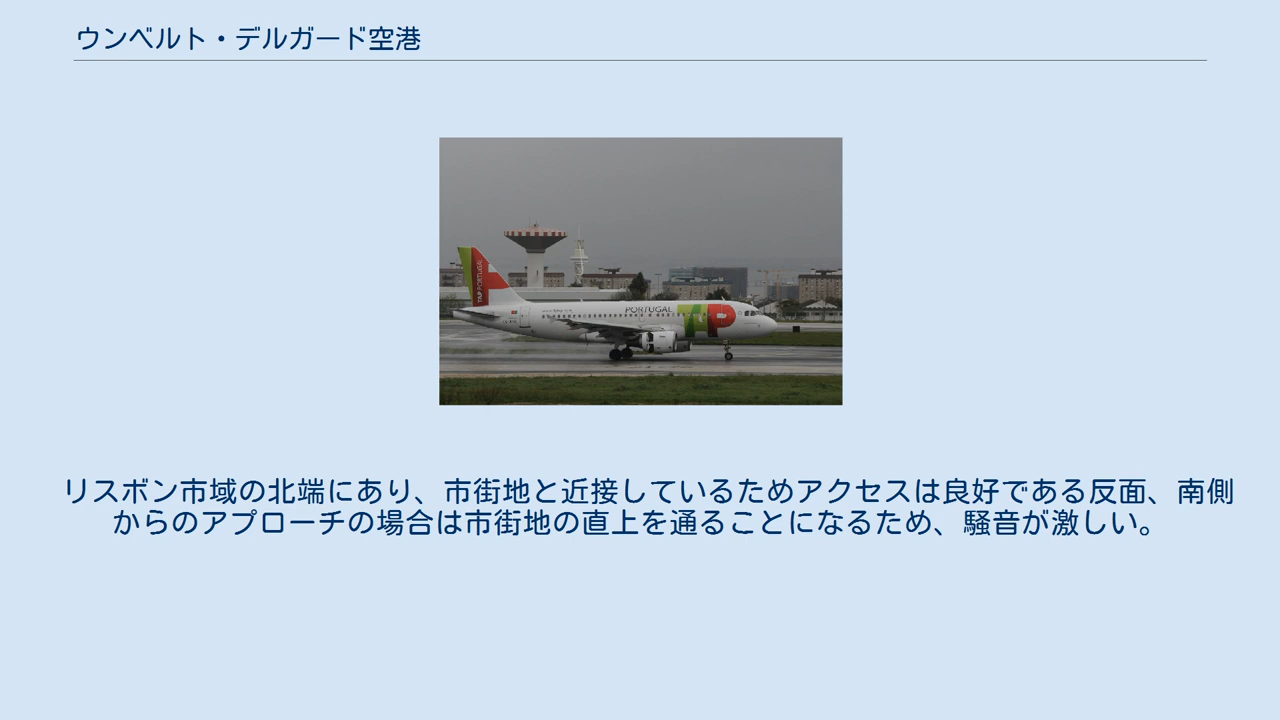 ウンベルト・デルガード空港
TAP PORTUGAL
PORTUGAL
TAP
リスボン市域の北端にあり、市街地と近接しているためアクセスは良好である反面、南側
からのアプローチの場合は市街地の直上を通ることになるため、騒音が激しい。